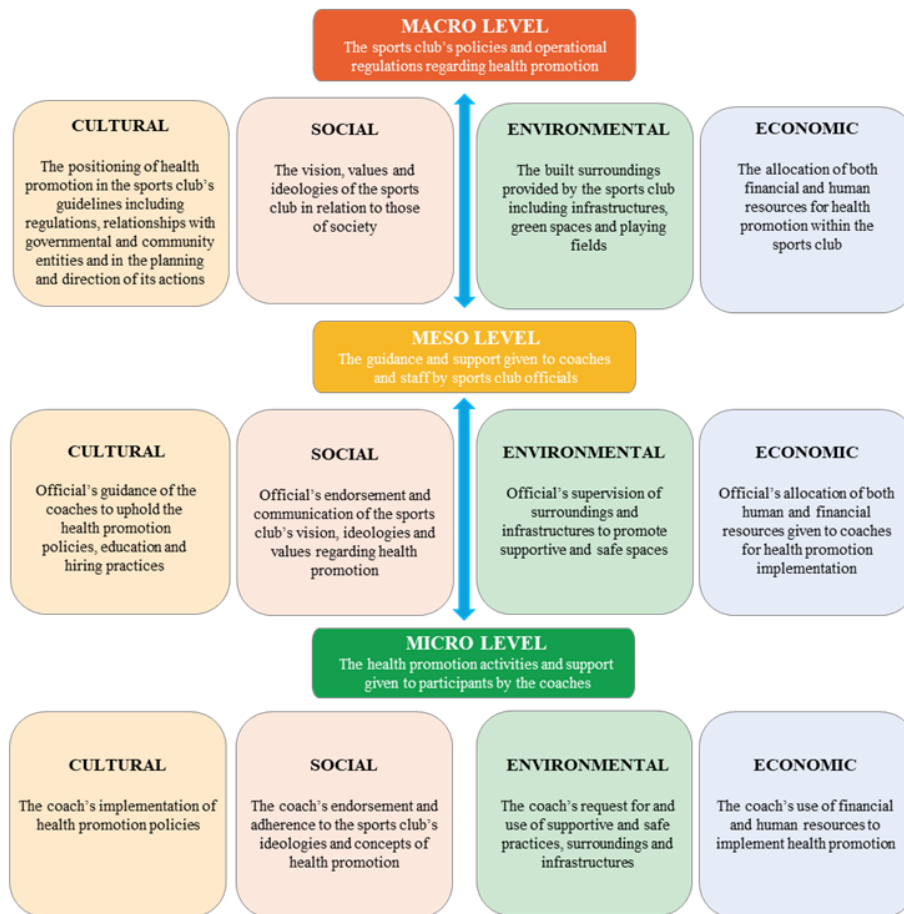 MACRO LEVEL
The sports club's policies and operational
regulations regarding health promotion
CULTURAL
The positioning of health
promotion in the sports club's
guidelines including
regulations, relationships with
governmental and community
entities and in the planning
and direction of its actions
SOCIAL
The vision, values and
ideologies of the sports
club in relation to those
of society
ENVIRONMENTAL
The built surroundings
provided by the sports club
including infrastructures,
green spaces and playing
fields
ECONOMIC
The allocation of both
financial and human
resources for health
promotion within the
sports club
MESO LEVEL
The guidance and support given to coaches
and staff by sports club officials
CULTURAL
Official's guidance of the
coaches to uphold the
health promotion
policies, education and
hiring practices
SOCIAL
Official's endorsement and
communication of the sports
club's vision, ideologies and
values regarding health
promotion
ENVIRONMENTAL
Official's supervision of
surroundings and
infrastructures to promote
supportive and safe spaces
ECONOMIC
Official's allocation of both
human and financial
resources given to coaches
for health promotion
implementation
MICRO LEVEL
The health promotion activities and support
given to participants by the coaches
CULTURAL
The coach's implementation of
health promotion policies
SOCIAL
The coach's endorsement and
adherence to the sports club's
ideologies and concepts of
health promotion
ENVIRONMENTAL
The coach's request for and
use of supportive and safe
practices, surroundings and
infrastructures
ECONOMIC
The coach's use of financial
and human resources to
implement health promotion